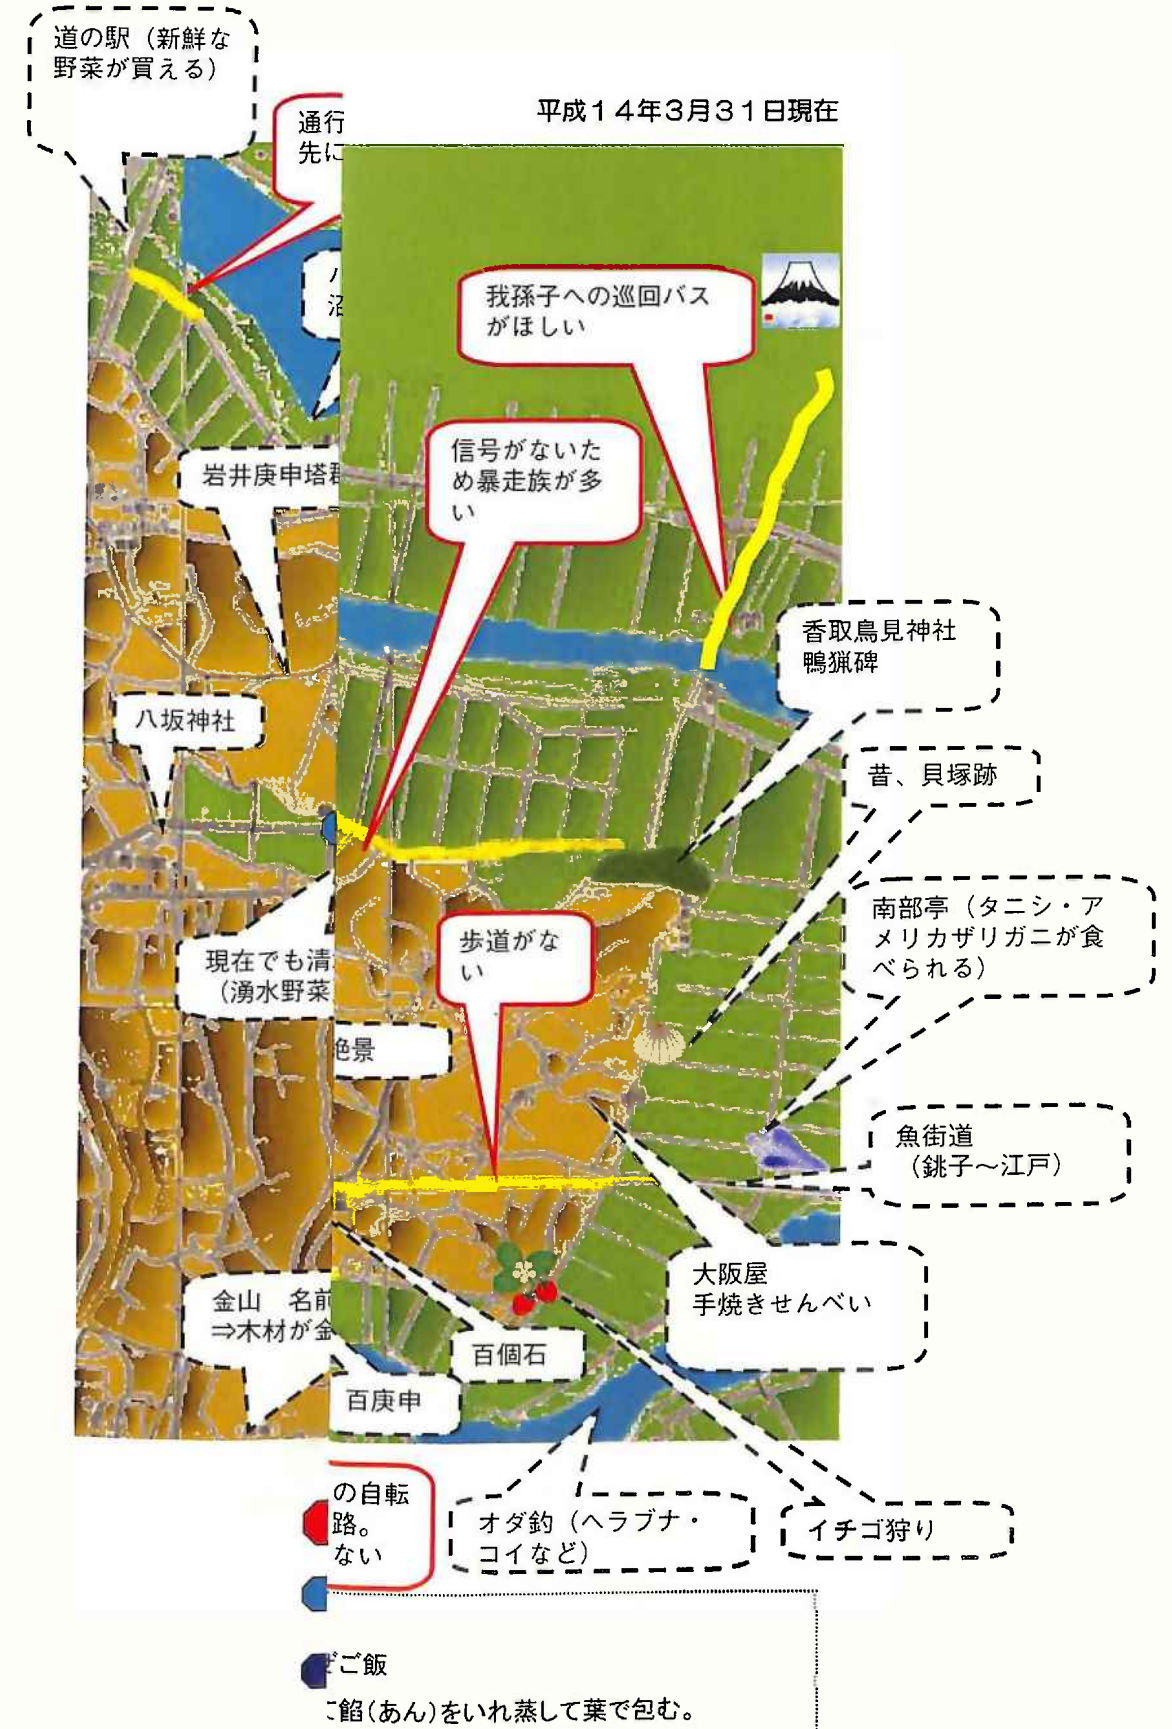 道の駅（新鮮な
野菜が買える）
平成１４年３月３１日現在
通行
先に
我孫子への巡回バス
がほしい
沼
信号がないた
め暴走族が多
い
岩井庚申塔群
香取鳥見神社
鴨猟碑
八坂神社
昔、貝塚跡
南部亭（タニシ・ア
メリカザリガニが食
べられる）
歩道がな
い
現在でも清
（湧水野菜
絶景
魚街道
（銚子～江戸）
大阪屋
手焼きせんべい
金山　名前
⇒木材が金
百個石
百庚申
の自転
路。
ない
オダ釣（ヘラブナ・
コイなど）
イチゴ狩り
ご飯
餡（あん）をいれ蒸して葉で包む。